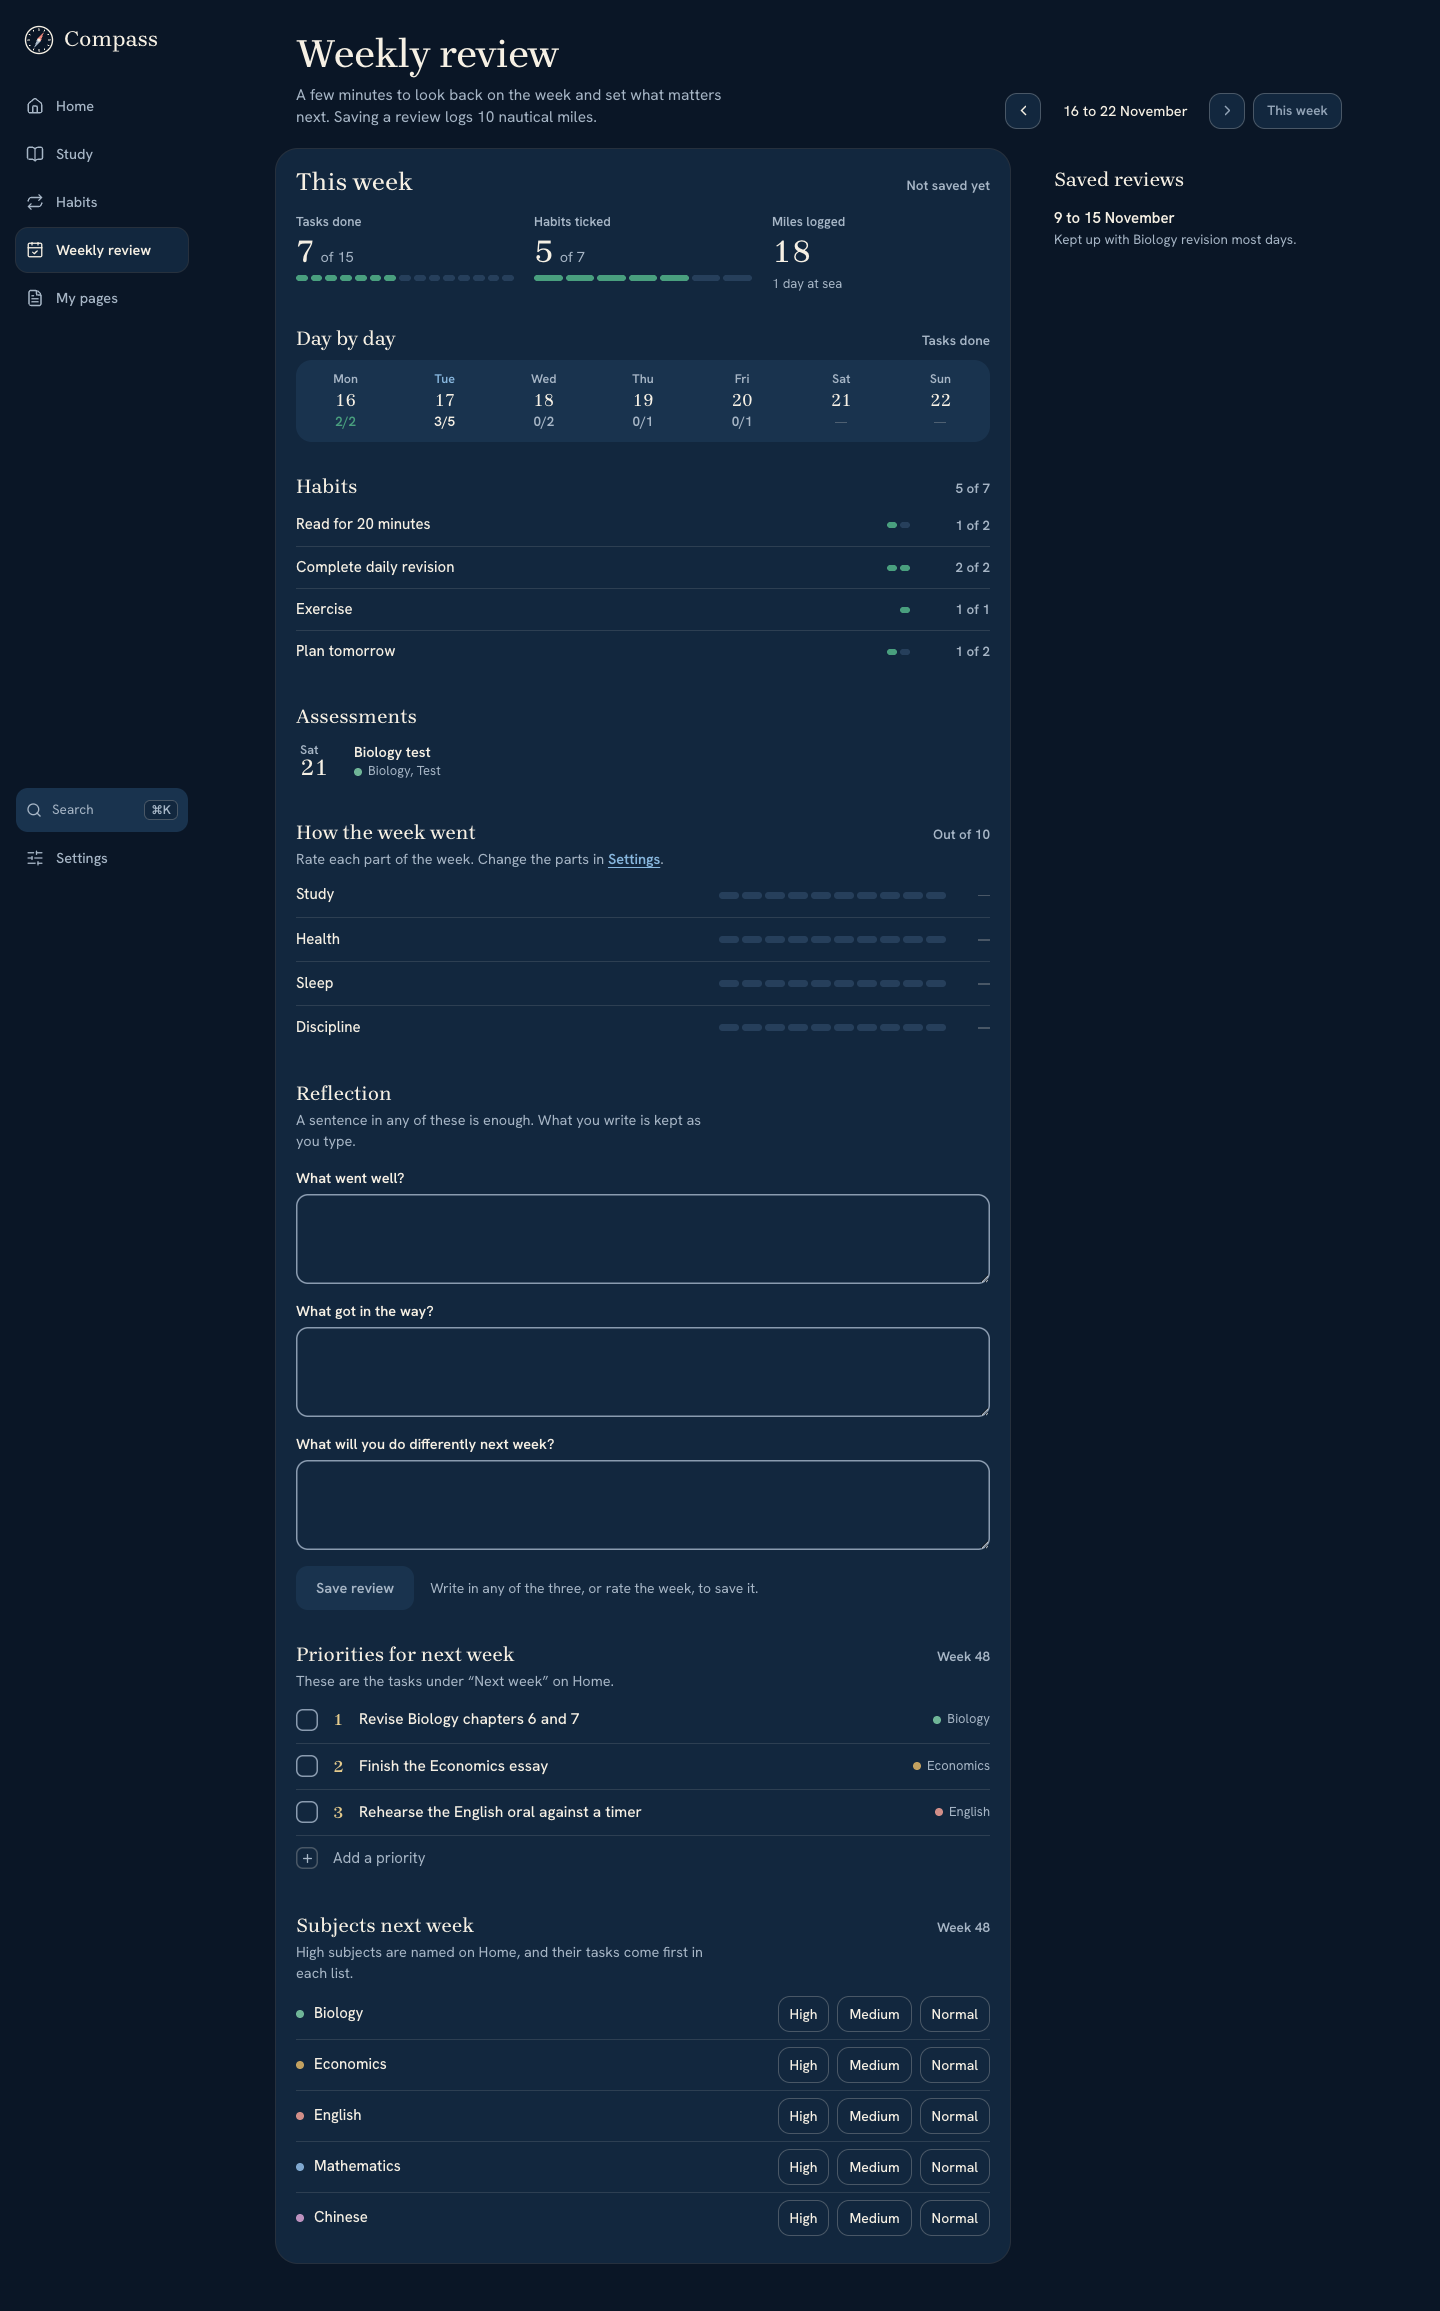 Compass
Home
Study
Habits
Weekly review
My pages
Search
⌘K
Settings
Weekly review
A few minutes to look back on the week and set what matters
next. Saving a review logs 10 nautical miles.
16 to 22 November
This week
This week
Not saved yet
Tasks done
7 of 15
Habits ticked
5 of 7
Miles logged
18
1 day at sea
Day by day
Tasks done
Mon Tue Wed Thu Fri Sat Sun
16 17 18 19 20 21 22
2/2 3/5 0/2 0/1 0/1 — —
Habits
5 of 7
Read for 20 minutes
1 of 2
Complete daily revision
2 of 2
Exercise
1 of 1
Plan tomorrow
1 of 2
Assessments
Sat
21
Biology test
Biology, Test
How the week went
Out of 10
Rate each part of the week. Change the parts in Settings.
Study —
Health —
Sleep —
Discipline —
Reflection
A sentence in any of these is enough. What you write is kept as
you type.
What went well?
What got in the way?
What will you do differently next week?
Save review
Write in any of the three, or rate the week, to save it.
Priorities for next week
Week 48
These are the tasks under “Next week” on Home.
1 Revise Biology chapters 6 and 7
Biology
2 Finish the Economics essay
Economics
3 Rehearse the English oral against a timer
English
+ Add a priority
Subjects next week
Week 48
High subjects are named on Home, and their tasks come first in
each list.
Biology
High Medium Normal
Economics
High Medium Normal
English
High Medium Normal
Mathematics
High Medium Normal
Chinese
High Medium Normal
Saved reviews
9 to 15 November
Kept up with Biology revision most days.